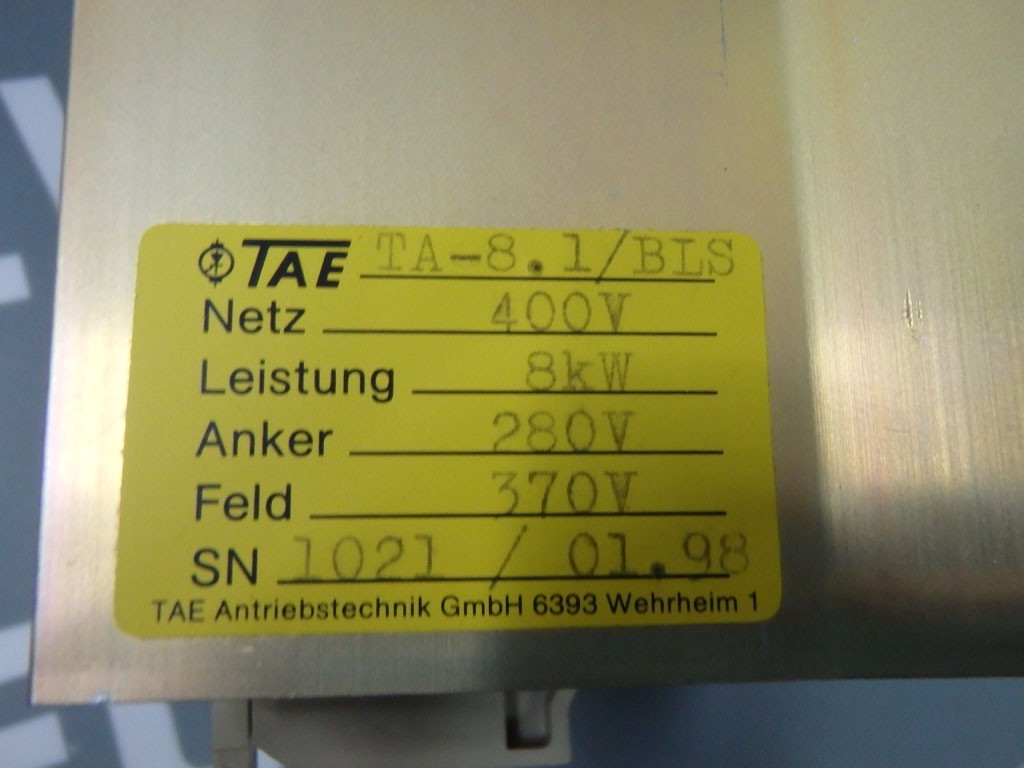 TAE TA-8.1/BLS
Netz 400V
Leistung 8kW
Anker 280V
Feld 370V
SN 1021 / 01.98
TAE Antriebstechnik GmbH 6393 Wehrheim 1